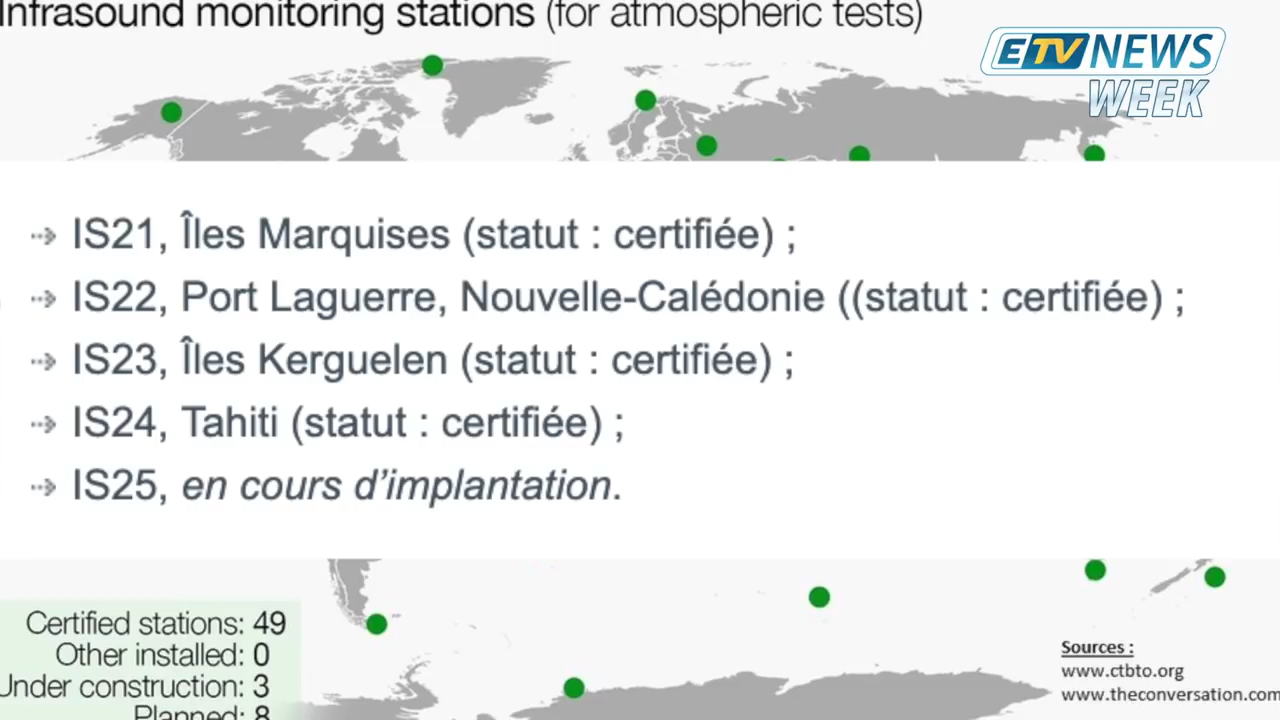 Infrasound monitoring stations (for atmospheric tests)
ETV NEWS
WEEK
IS21, Îles Marquises (statut : certifiée) ;
IS22, Port Laguerre, Nouvelle-Calédonie ((statut : certifiée) ;
IS23, Îles Kerguelen (statut : certifiée) ;
IS24, Tahiti (statut : certifiée) ;
IS25, en cours d’implantation.
Certified stations: 49
Other installed: 0
Under construction: 3
Planned: 8
Sources :
www.ctbto.org
www.theconversation.com